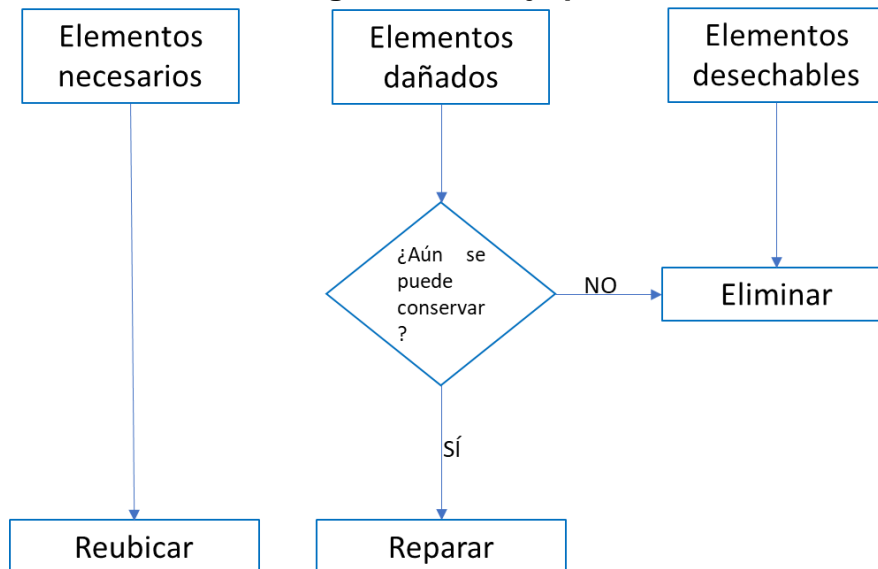 Elementos
necesarios
Elementos
dañados
Elementos
desechables
¿Aún se
puede
conservar
?
NO
Eliminar
SÍ
Reubicar
Reparar